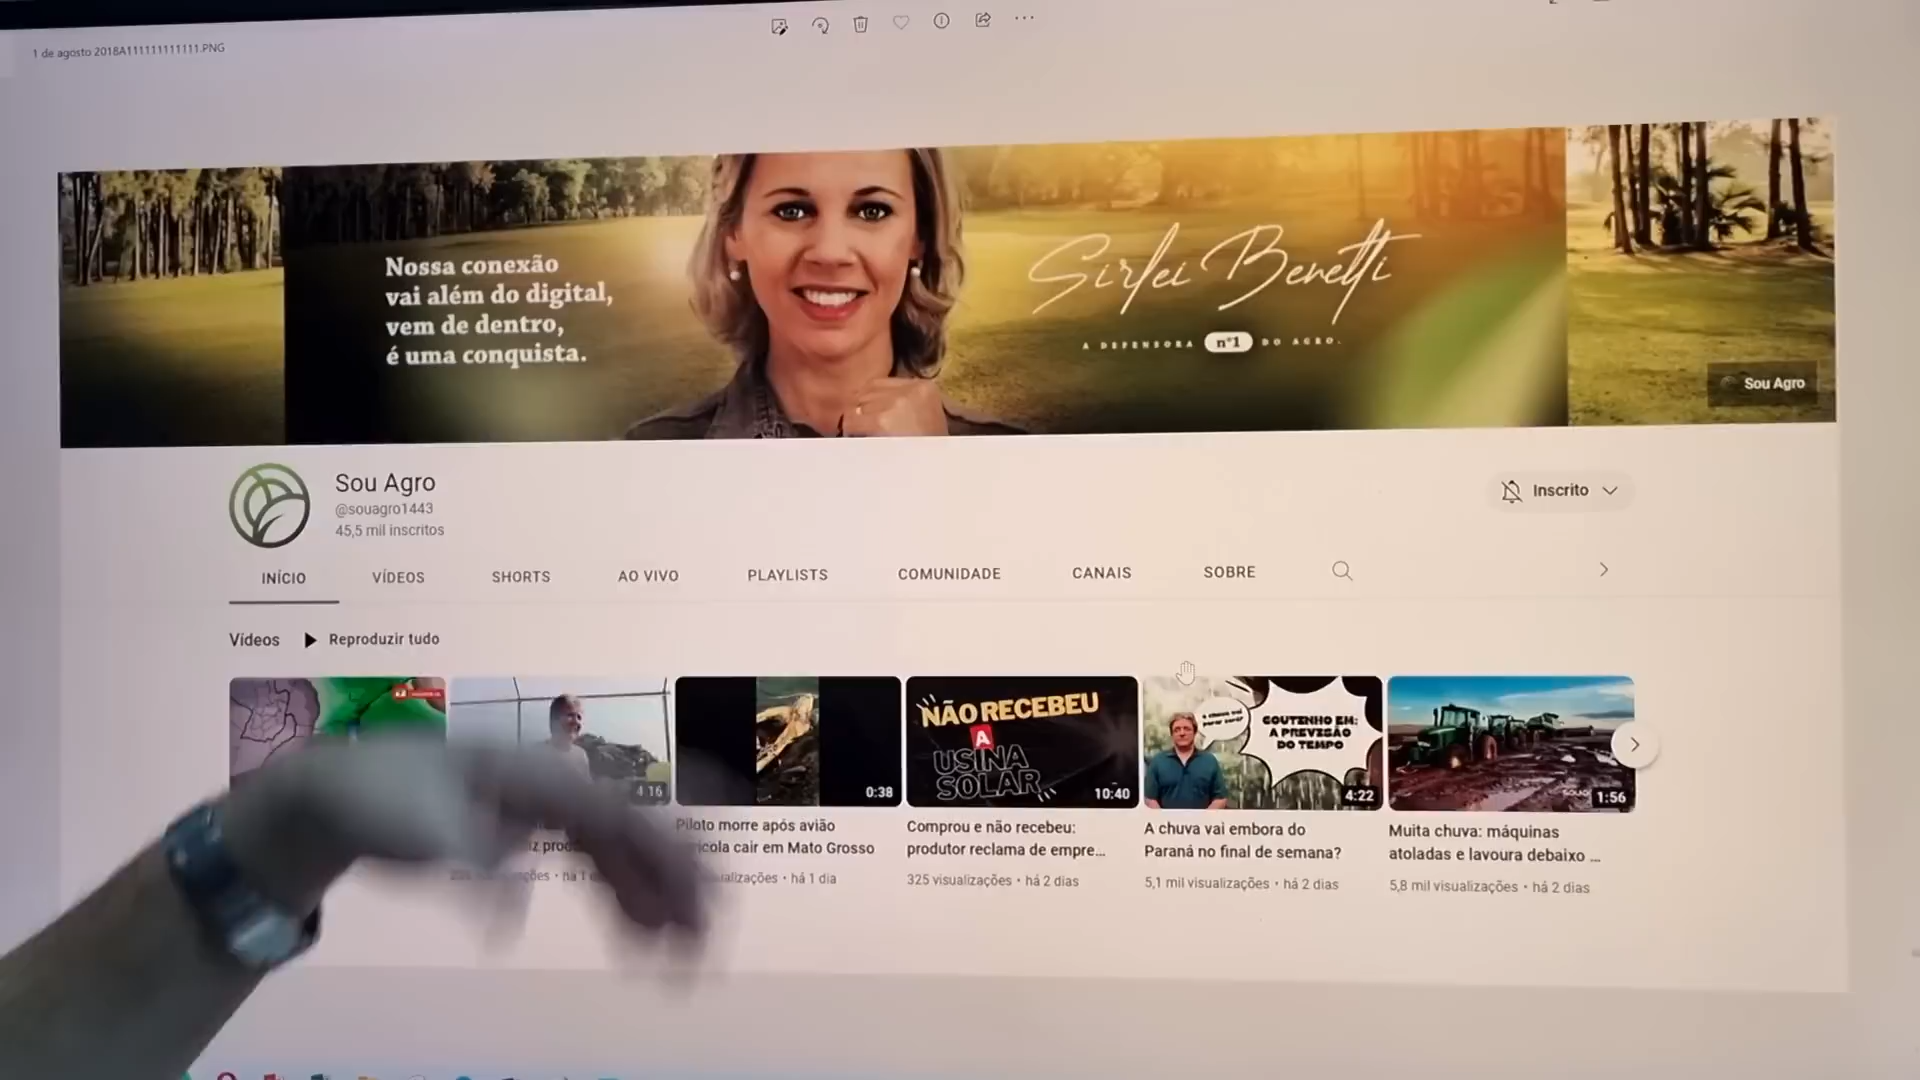 1 de agosto 2018A111111111111.PNG
Nossa conexão
vai além do digital,
vem de dentro,
é uma conquista.
Sirlei Benetti
A DEFENSORA nº1 DO AGRO.
Sou Agro
Sou Agro
@souagro1443
45,5 mil inscritos
Inscrito
INÍCIO VÍDEOS SHORTS AO VIVO PLAYLISTS COMUNIDADE CANAIS SOBRE
Vídeos Reproduzir tudo
4:16
0:38
NÃO RECEBEU
A
USINA
SOLAR
10:40
COUTINHO EM:
A PREVISÃO
DO TEMPO
4:22
1:56
Piloto morre após avião
cola cair em Mato Grosso
há 1 dia
Comprou e não recebeu:
produtor reclama de empre...
325 visualizações • há 2 dias
A chuva vai embora do
Paraná no final de semana?
5,1 mil visualizações • há 2 dias
Muita chuva: máquinas
atoladas e lavoura debaixo ...
5,8 mil visualizações • há 2 dias